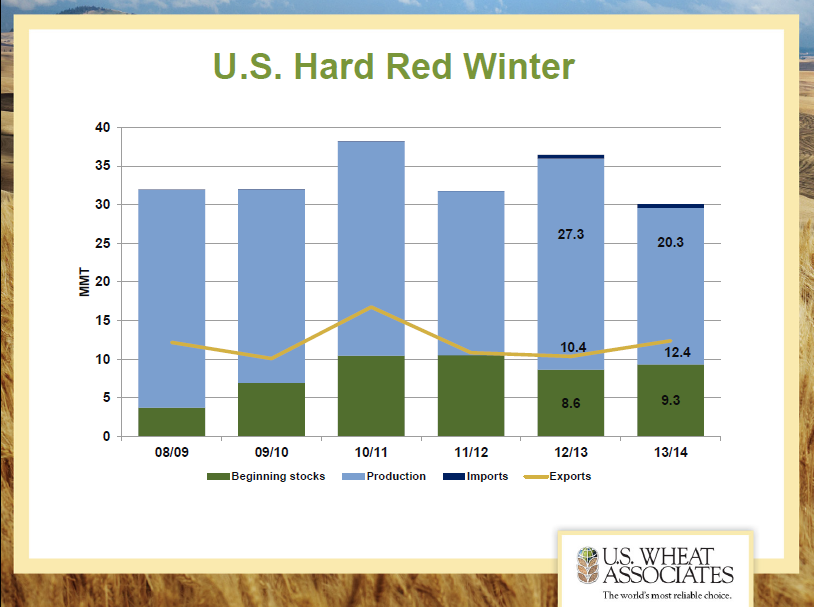 U.S. Hard Red Winter
40
35
30
25
20
15
10
5
0
MMT
27.3
20.3
10.4
12.4
8.6
9.3
08/09 09/10 10/11 11/12 12/13 13/14
Beginning stocks Production Imports Exports
U.S. WHEAT
ASSOCIATES
The world's most reliable choice.